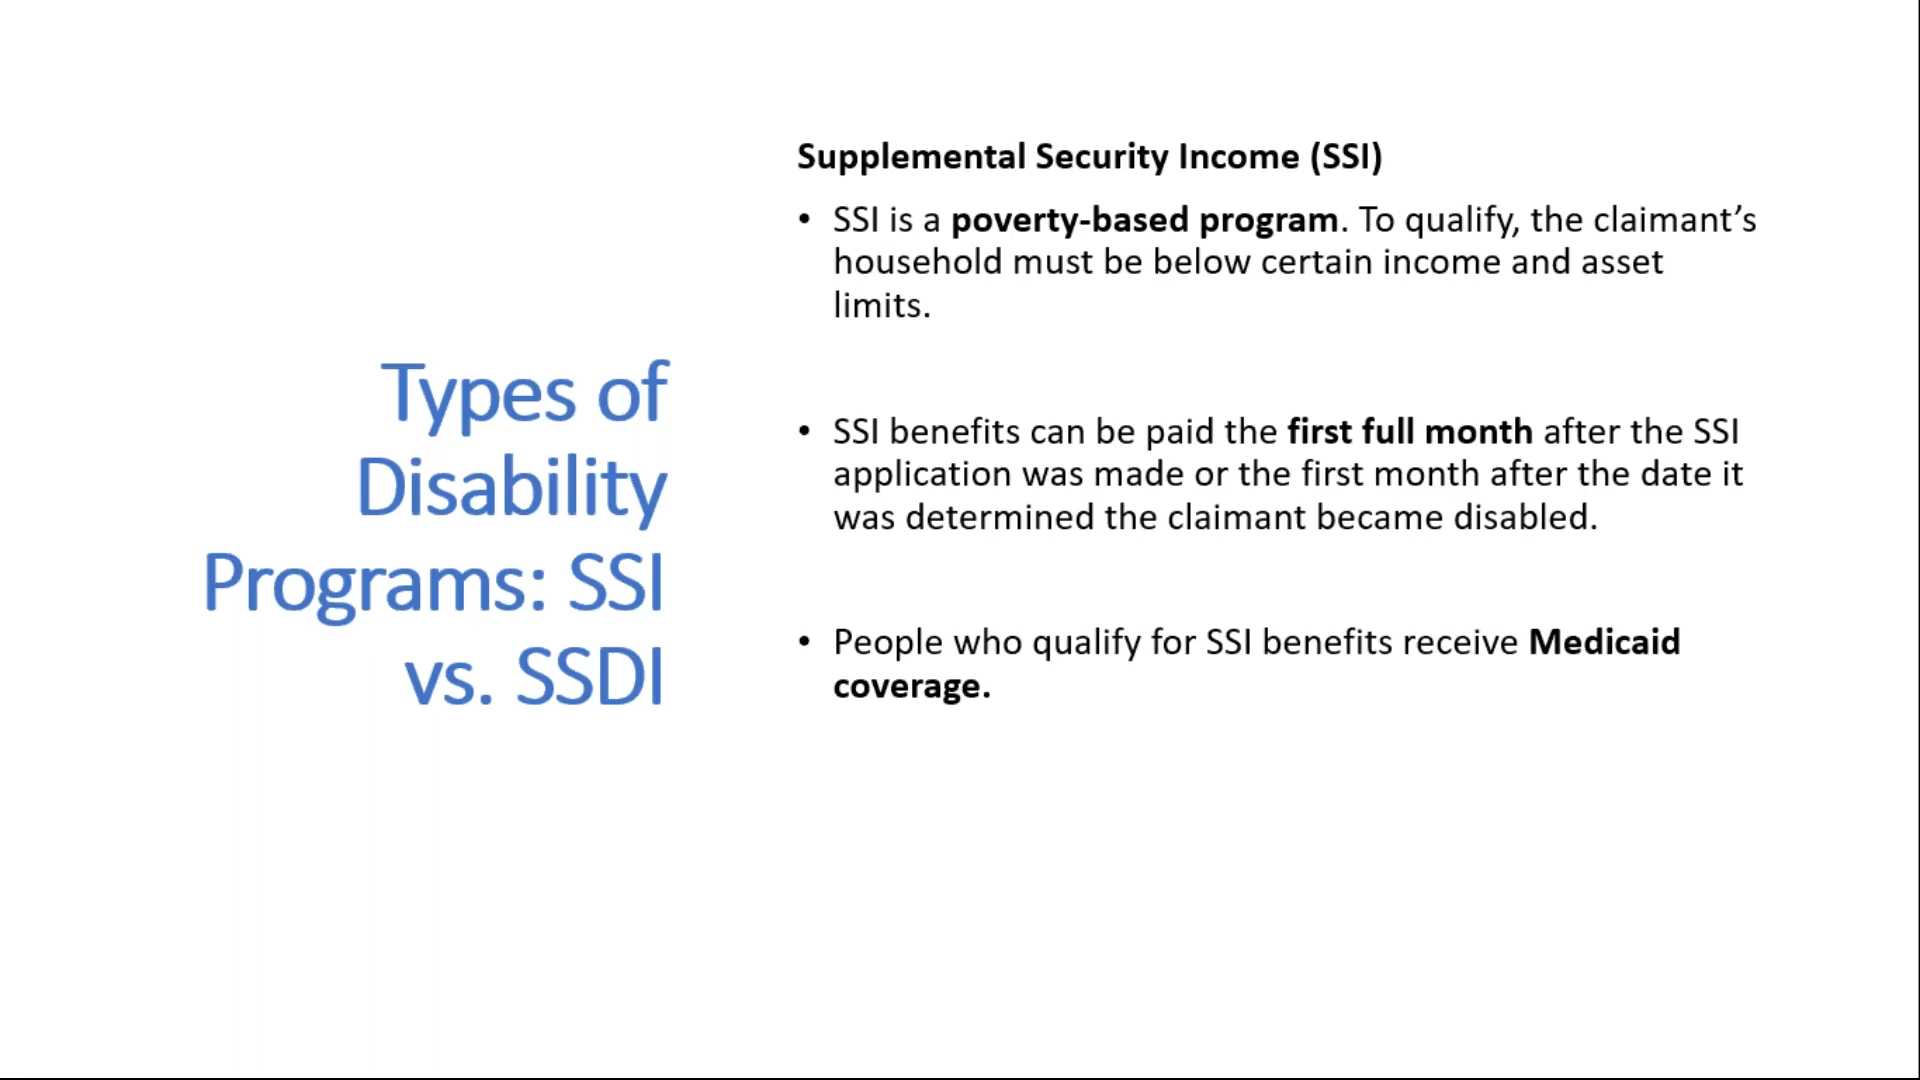 Types of
Disability
Programs: SSI
vs. SSDI
Supplemental Security Income (SSI)
• SSI is a poverty-based program. To qualify, the claimant’s
household must be below certain income and asset
limits.
• SSI benefits can be paid the first full month after the SSI
application was made or the first month after the date it
was determined the claimant became disabled.
• People who qualify for SSI benefits receive Medicaid
coverage.